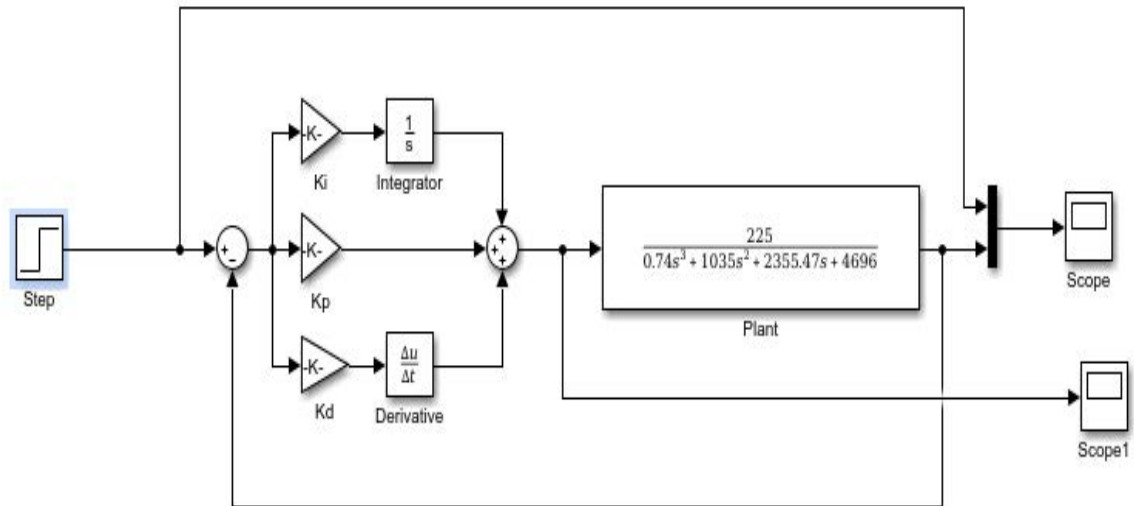 -K-
1
s
Ki
Integrator
Step
+
−
-K-
Kp
+
+
+
225
0.74s³ + 1035s² + 2355.47s + 4696
Plant
Scope
-K-
Kd
Δu
Δt
Derivative
Scope1